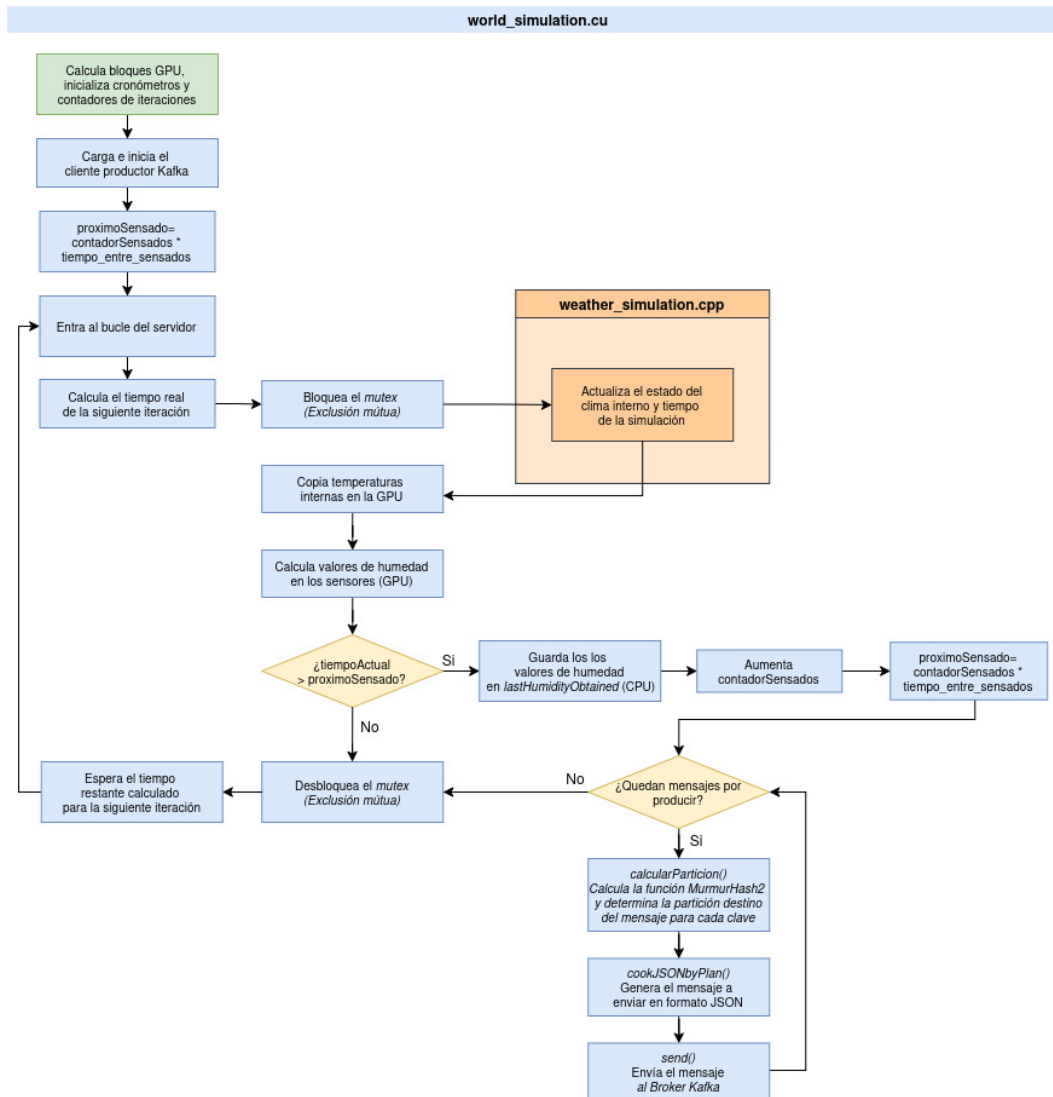 world_simulation.cu
Calcula bloques GPU,
inicializa cronómetros y
contadores de iteraciones
Carga e inicia el
cliente productor Kafka
proximoSensado=
contadorSensados *
tiempo_entre_sensados
Entra al bucle del servidor
Calcula el tiempo real
de la siguiente iteración
Bloquea el mutex
(Exclusión mútua)
weather_simulation.cpp
Actualiza el estado del
clima interno y tiempo
de la simulación
Copia temperaturas
internas en la GPU
Calcula valores de humedad
en los sensores (GPU)
¿tiempoActual
> proximoSensado?
Si
Guarda los los
valores de humedad
en lastHumidityObtained (CPU)
Aumenta
contadorSensados
proximoSensado=
contadorSensados *
tiempo_entre_sensados
No
Espera el tiempo
restante calculado
para la siguiente iteración
Desbloquea el mutex
(Exclusión mútua)
No
¿Quedan mensajes por
producir?
Si
calcularParticion()
Calcula la función MurmurHash2
y determina la partición destino
del mensaje para cada clave
cookJSONbyPlan()
Genera el mensaje a
enviar en formato JSON
send()
Envía el mensaje
al Broker Kafka